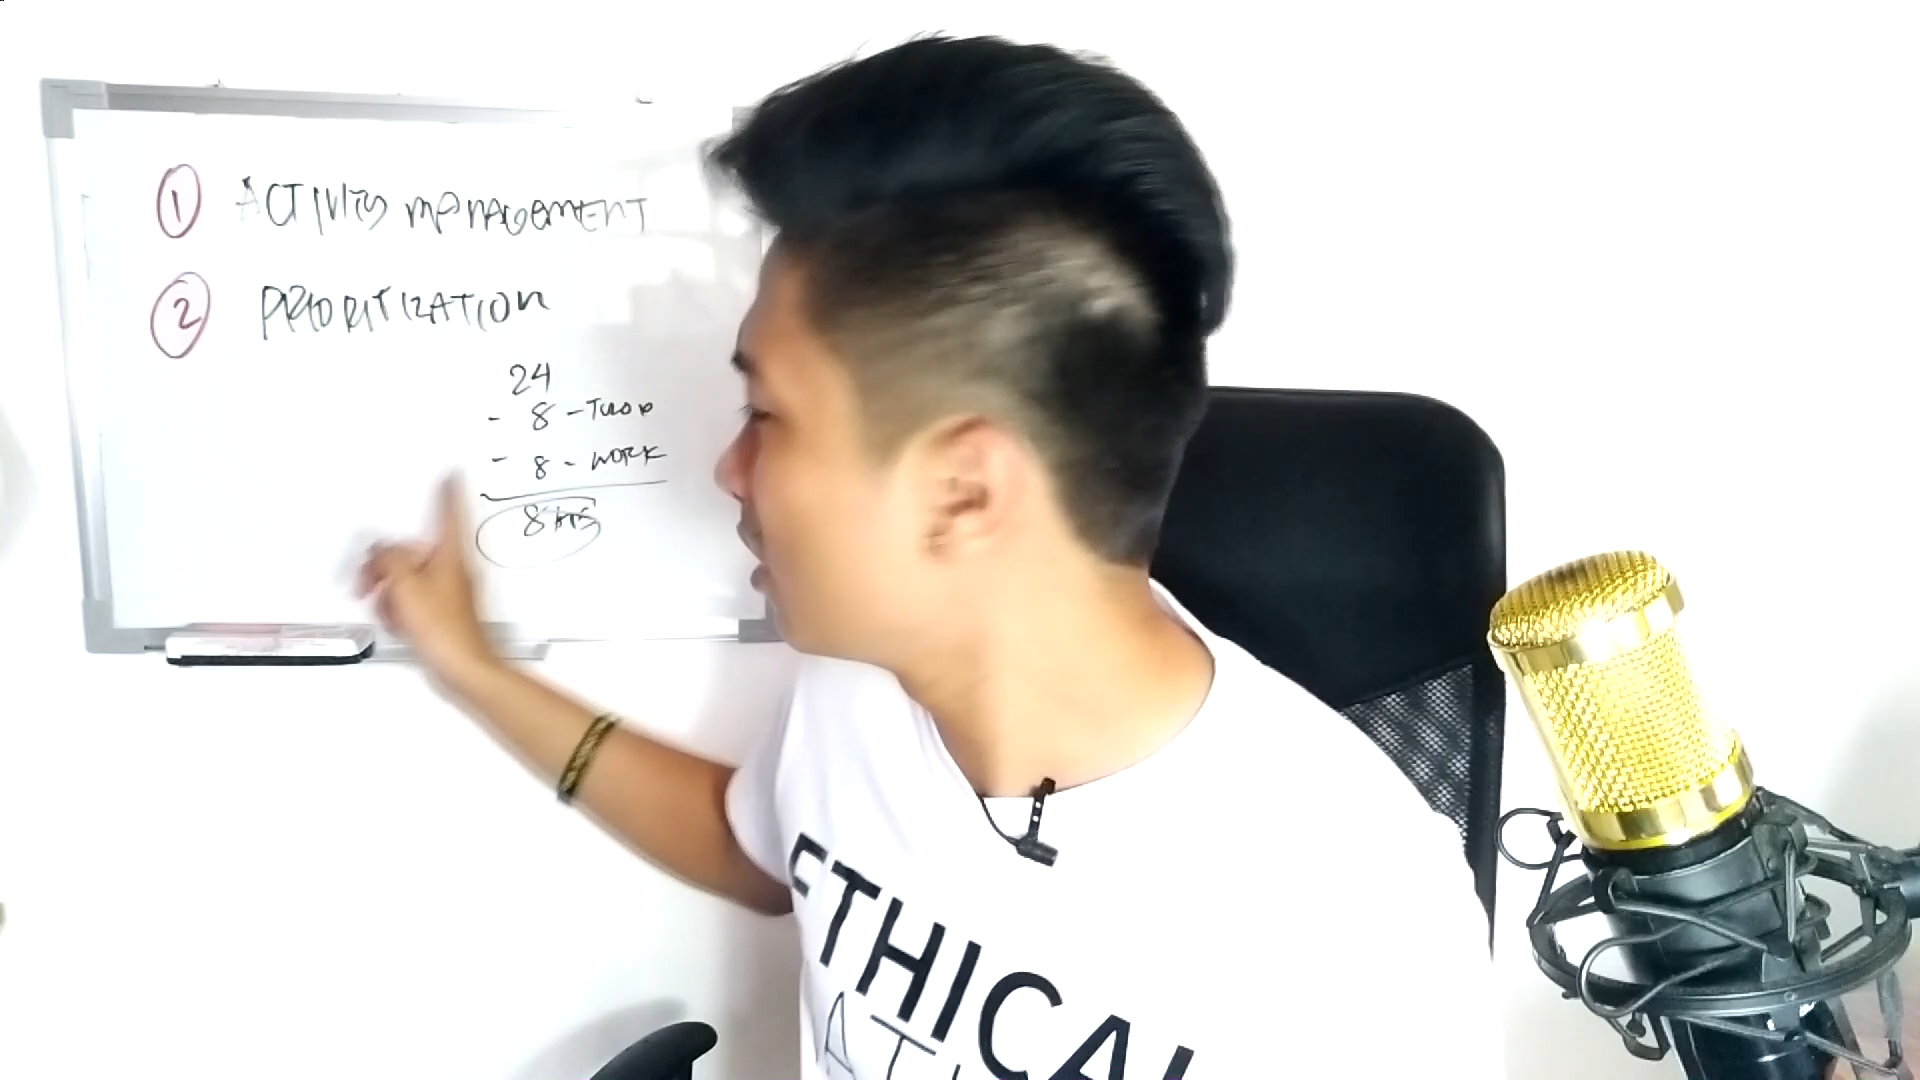 1 ACTIVITY MANAGEMENT
2 PRIORITIZATION
24
- 8 - TULOG
- 8 - WORK
8 hrs
ETHICAL